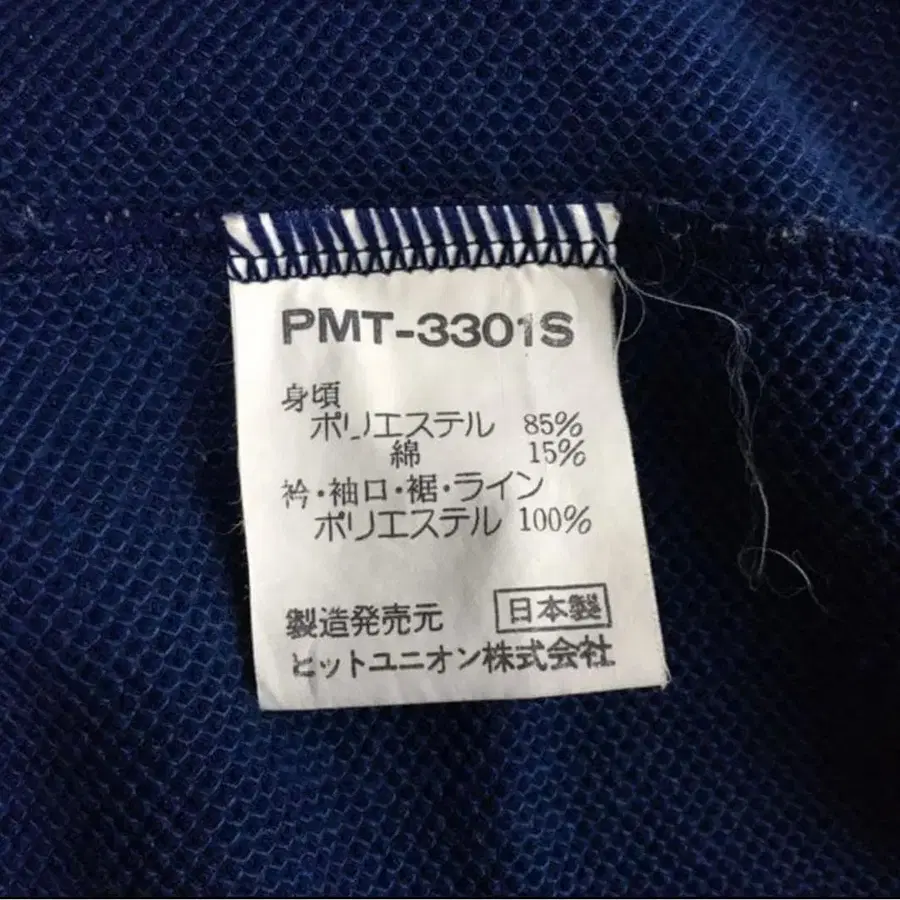 PMT-3301S
身頃
ポリエステル 85%
綿 15%
衿・袖口・裾・ライン
ポリエステル 100%
製造発売元 日本製
ヒットユニオン株式会社